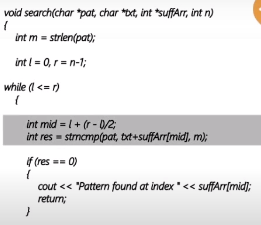 void search(char *pat, char *txt, int *suffArr, int n)
{
int m = strlen(pat);
int l = 0, r = n-1;
while (l <= r)
{
int mid = l + (r - l)/2;
int res = strncmp(pat, txt+suffArr[mid], m);
if (res == 0)
{
cout << "Pattern found at index " << suffArr[mid];
return;
}